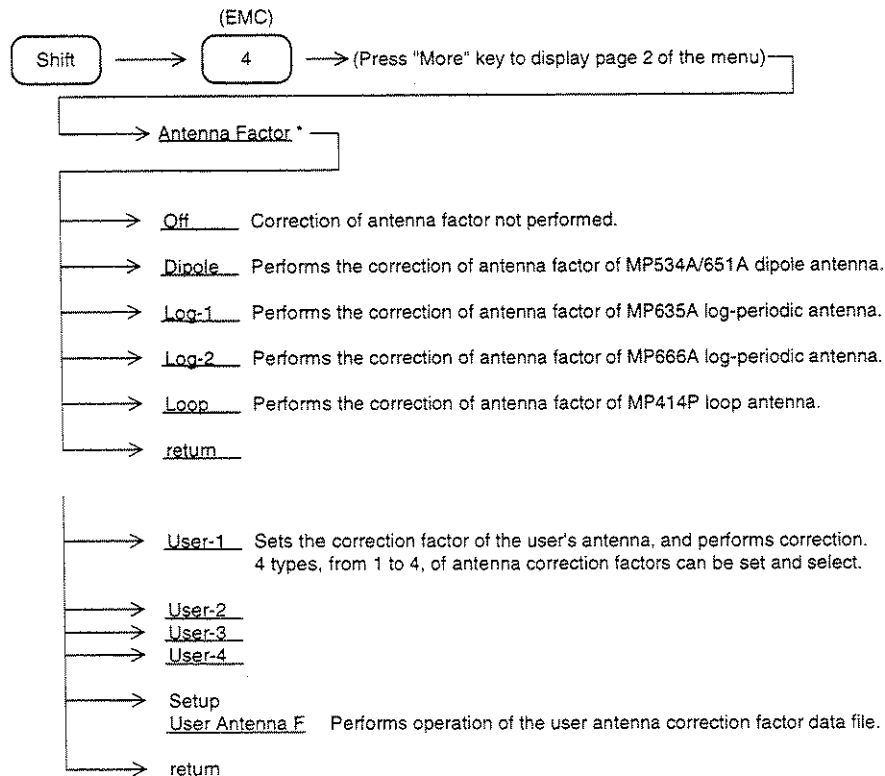 (EMC)
Shift 4 (Press "More" key to display page 2 of the menu)
Antenna Factor *
Off Correction of antenna factor not performed.
Dipole Performs the correction of antenna factor of MP534A/651A dipole antenna.
Log-1 Performs the correction of antenna factor of MP635A log-periodic antenna.
Log-2 Performs the correction of antenna factor of MP666A log-periodic antenna.
Loop Performs the correction of antenna factor of MP414P loop antenna.
return
User-1 Sets the correction factor of the user's antenna, and performs correction.
4 types, from 1 to 4, of antenna correction factors can be set and select.
User-2
User-3
User-4
Setup
User Antenna F Performs operation of the user antenna correction factor data file.
return